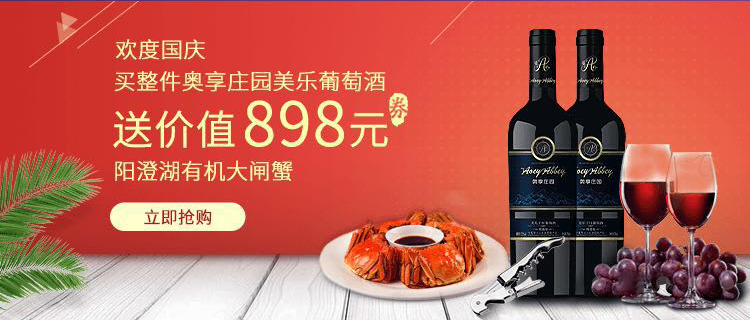 欢度国庆
买整件奥享庄园美乐葡萄酒
送价值898元
券
阳澄湖有机大闸蟹
立即抢购
Aocy Abbey
奥享庄园
Aocy Abbey
奥享庄园